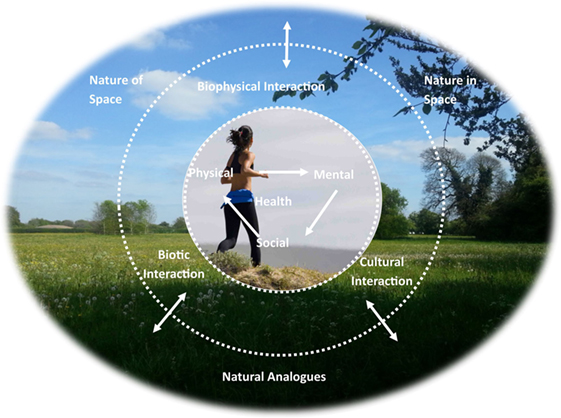 Nature of
Space
Biophysical Interaction
Nature in
Space
Physical
Mental
Health
Social
Biotic
Interaction
Cultural
Interaction
Natural Analogues